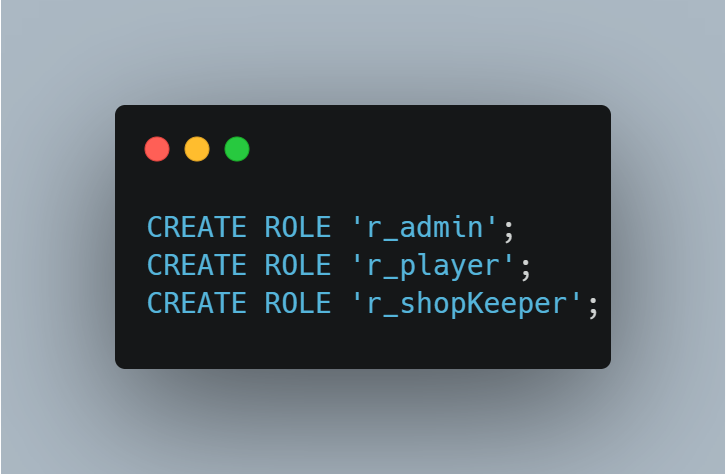 CREATE ROLE 'r_admin';
CREATE ROLE 'r_player';
CREATE ROLE 'r_shopKeeper';